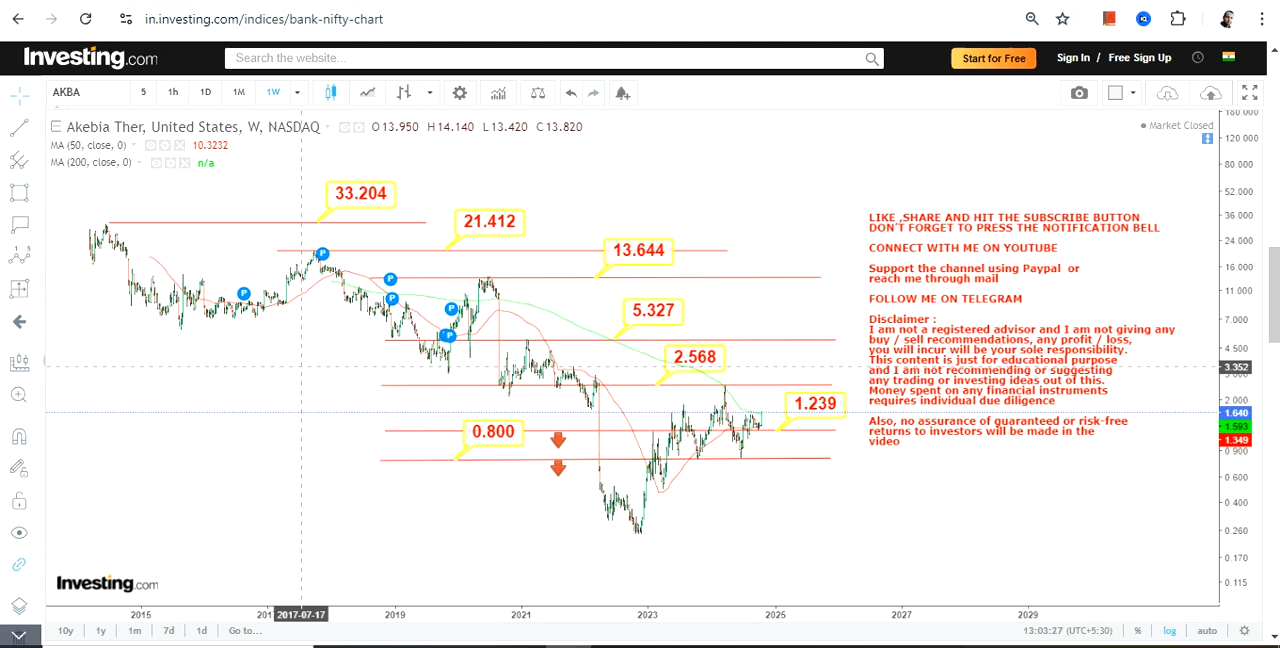 in.investing.com/indices/bank-nifty-chart
Investing.com
Search the website...
Start for Free
Sign In / Free Sign Up
AKBA
5 1h 1D 1M 1W
Akebia Ther, United States, W, NASDAQ O13.950 H14.140 L13.420 C13.820
Market Closed
MA (50, close, 0) 10.3232
MA (200, close, 0) n/a
33.204
21.412
13.644
5.327
2.568
1.239
0.800
LIKE ,SHARE AND HIT THE SUBSCRIBE BUTTON
DON'T FORGET TO PRESS THE NOTIFICATION BELL
CONNECT WITH ME ON YOUTUBE
Support the channel using Paypal or
reach me through mail
FOLLOW ME ON TELEGRAM
Disclaimer :
I am not a registered advisor and I am not giving any
buy / sell recommendations, any profit / loss,
you will incur will be your sole responsibility.
This content is just for educational purpose
and I am not recommending or suggesting
any trading or investing ideas out of this.
Money spent on any financial instruments
requires individual due diligence
Also, no assurance of guaranteed or risk-free
returns to investors will be made in the
video
180.000
120.000
80.000
52.000
36.000
24.000
16.000
11.000
7.000
4.500
3.352
2.000
1.640
1.593
1.349
0.900
0.600
0.400
0.260
0.170
0.115
Investing.com
2015 2017-07-17 2019 2021 2023 2025 2027 2029
10y 1y 1m 7d 1d Go to...
13:03:27 (UTC+5:30) % log auto